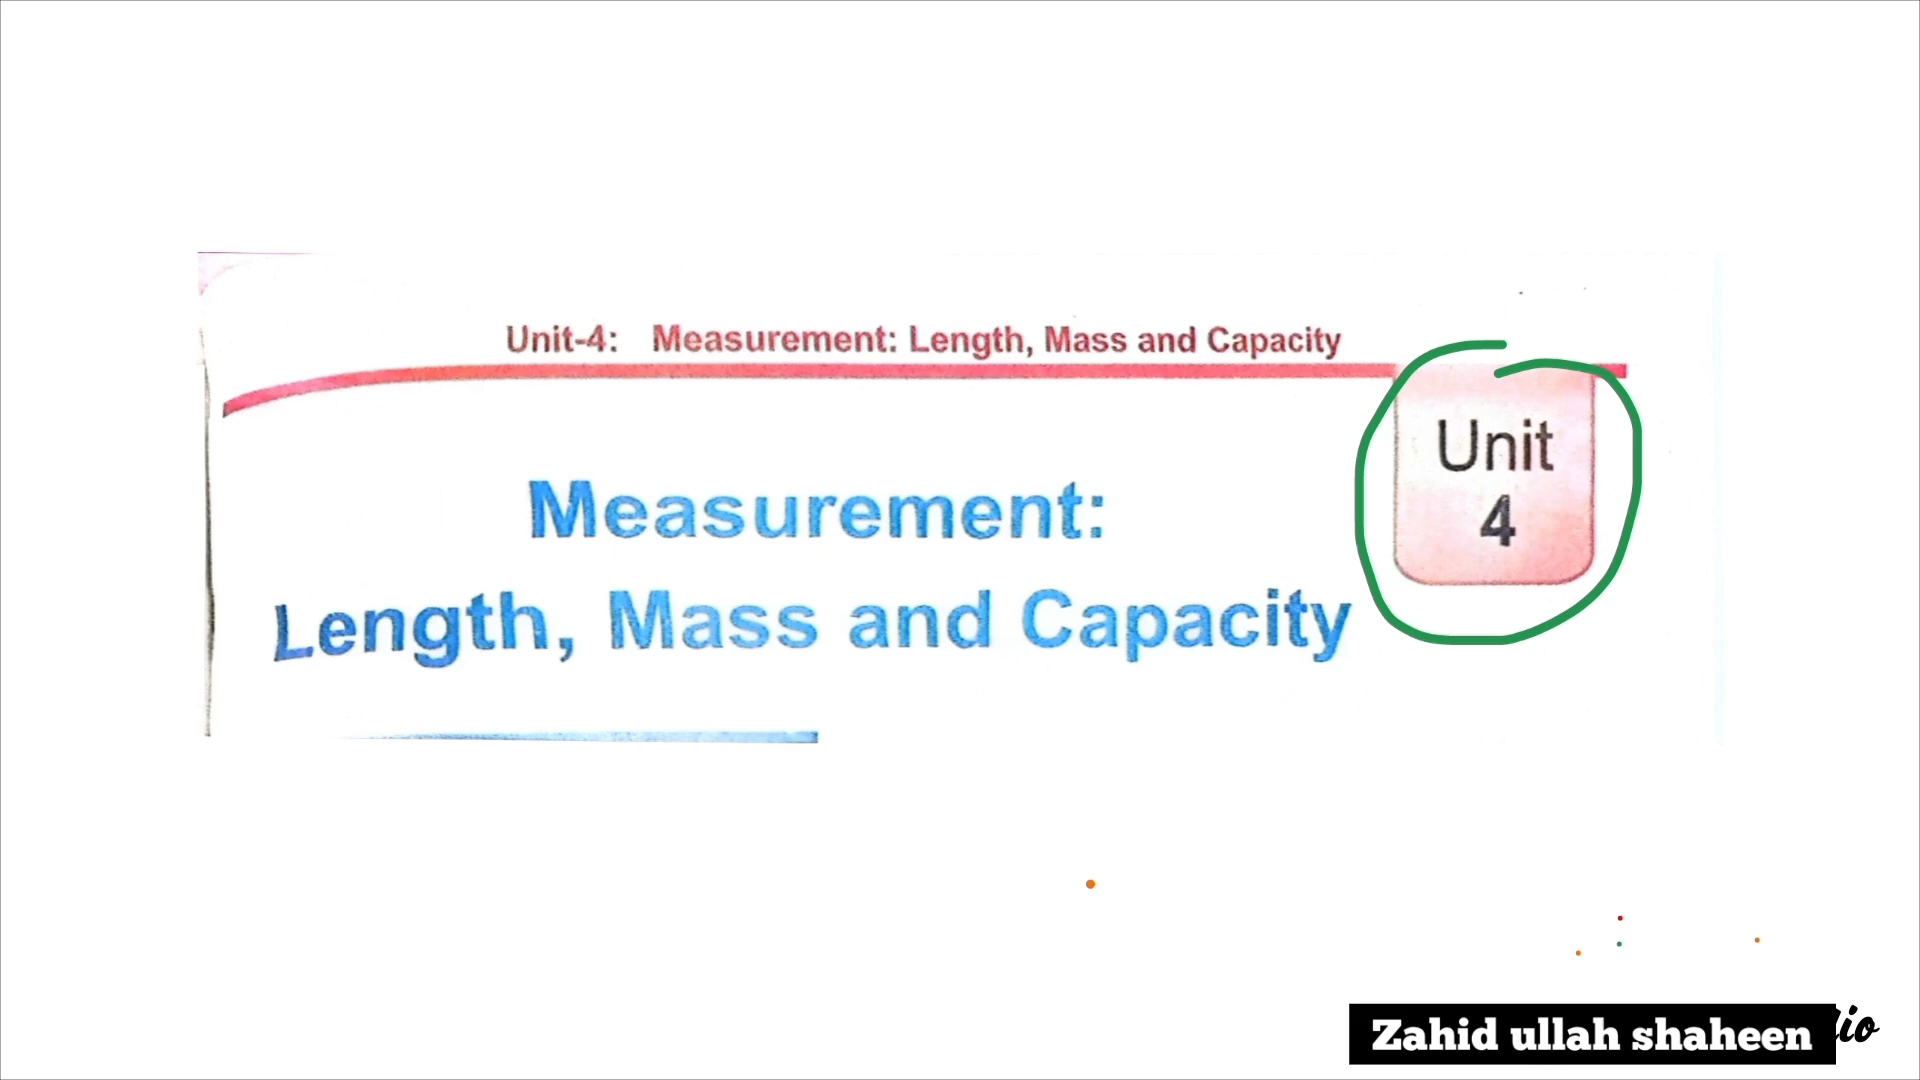 Unit-4: Measurement: Length, Mass and Capacity
Unit
4
Measurement:
Length, Mass and Capacity
Zahid ullah shaheen